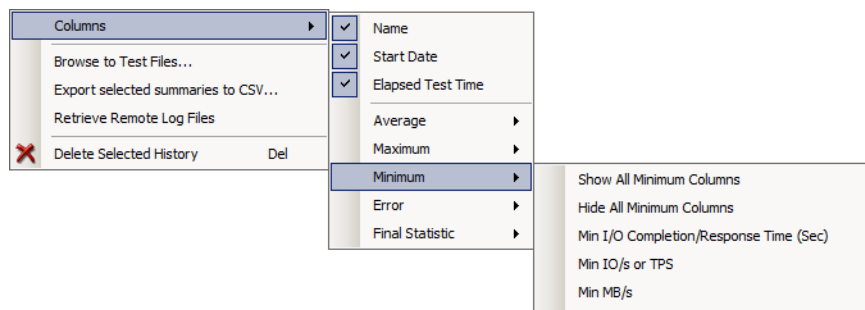 Columns
Browse to Test Files...
Export selected summaries to CSV...
Retrieve Remote Log Files
Delete Selected History Del
Name
Start Date
Elapsed Test Time
Average
Maximum
Minimum
Error
Final Statistic
Show All Minimum Columns
Hide All Minimum Columns
Min I/O Completion/Response Time (Sec)
Min IO/s or TPS
Min MB/s